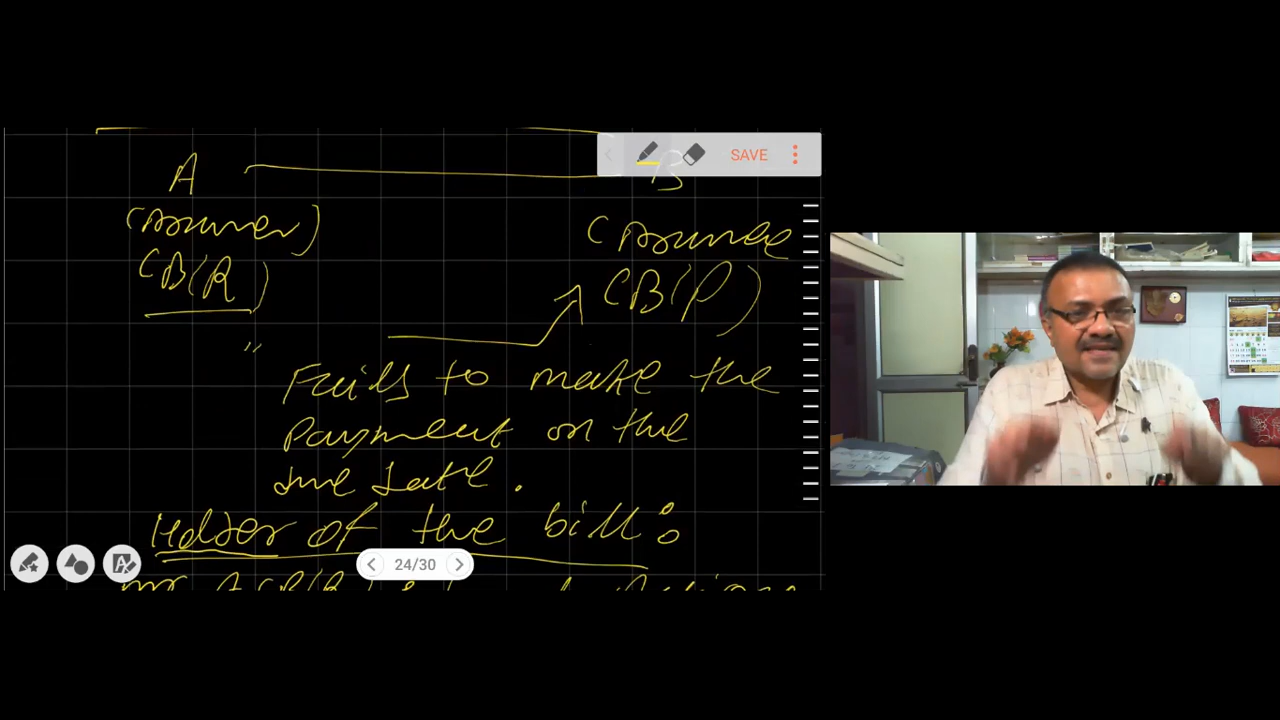 A B
SAVE
(Drawer) (Drawee
(B/R) (B/P)
"
Fails to make the
payment on the
due date.
Holder of the bill:
24/30